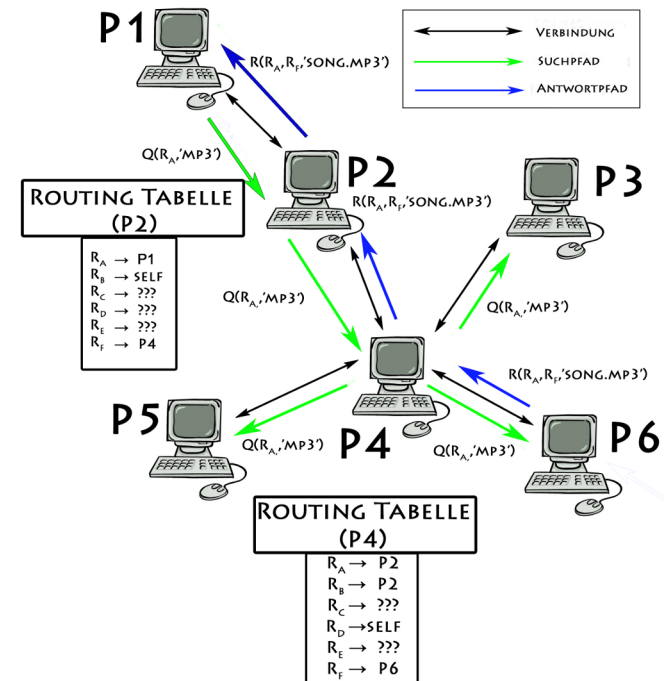 P1
R(RA,RF,'SONG.MP3')
VERBINDUNG
SUCHPFAD
ANTWORTPFAD
Q(RA,'MP3')
P2
P3
ROUTING TABELLE
(P2)
R(RA,RF,'SONG.MP3')
RA → P1
RB → SELF
RC → ???
RD → ???
RE → ???
RF → P4
Q(RA,'MP3')
Q(RA,'MP3')
R(RA,RF,'SONG.MP3')
P5
P4
P6
Q(RA,'MP3')
Q(RA,'MP3')
ROUTING TABELLE
(P4)
RA → P2
RB → P2
RC → ???
RD →SELF
RE → ???
RF → P6